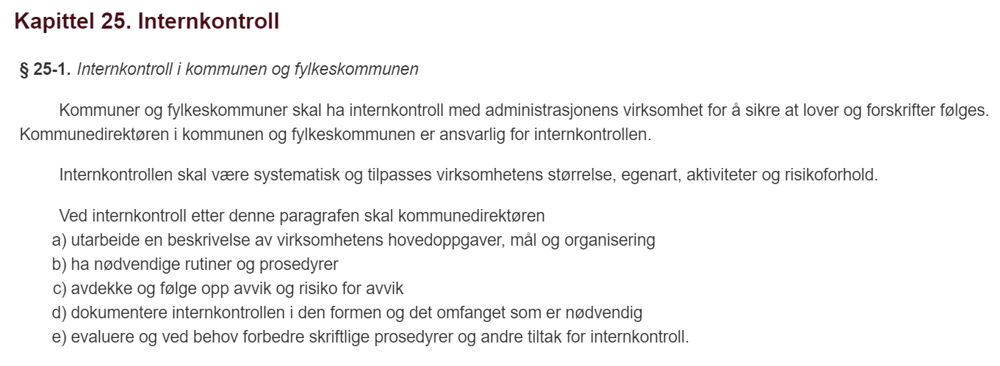 Kapittel 25. Internkontroll
§ 25-1. Internkontroll i kommunen og fylkeskommunen
Kommuner og fylkeskommuner skal ha internkontroll med administrasjonens virksomhet for å sikre at lover og forskrifter følges.
Kommunedirektøren i kommunen og fylkeskommunen er ansvarlig for internkontrollen.
Internkontrollen skal være systematisk og tilpasses virksomhetens størrelse, egenart, aktiviteter og risikoforhold.
Ved internkontroll etter denne paragrafen skal kommunedirektøren
a) utarbeide en beskrivelse av virksomhetens hovedoppgaver, mål og organisering
b) ha nødvendige rutiner og prosedyrer
c) avdekke og følge opp avvik og risiko for avvik
d) dokumentere internkontrollen i den formen og det omfanget som er nødvendig
e) evaluere og ved behov forbedre skriftlige prosedyrer og andre tiltak for internkontroll.